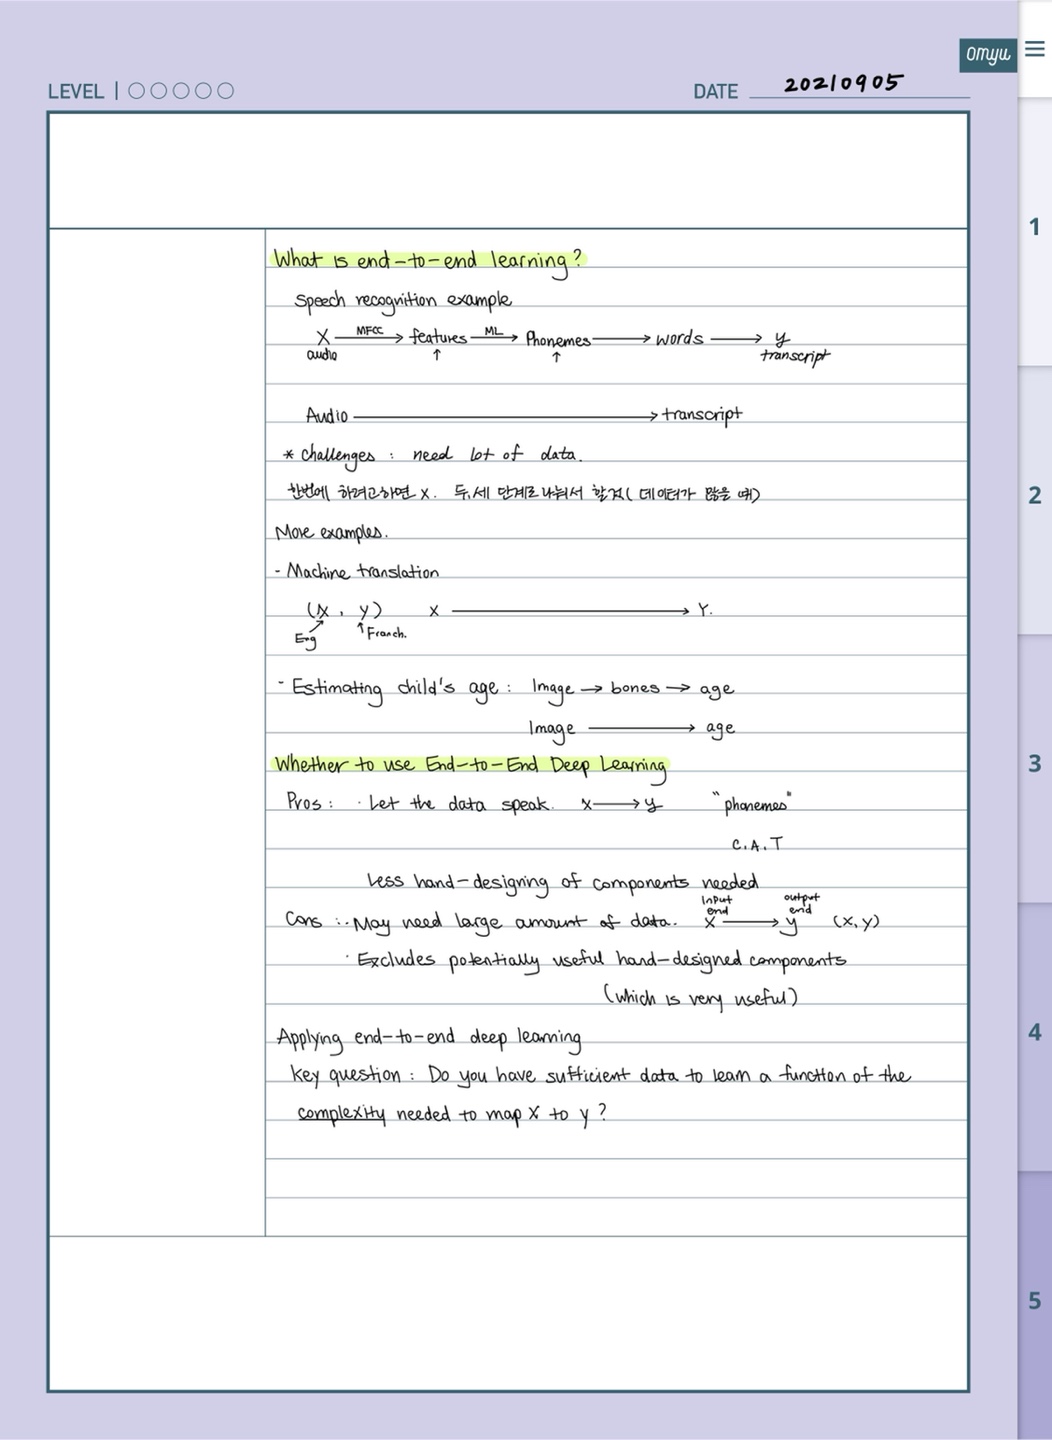 omyu
LEVEL | ○○○○○
DATE 20210905
1
2
3
4
5
What is end-to-end learning?
Speech recognition example
X —MFCC→ features —ML→ Phonemes → words → y
audio ↑ ↑ transcript
Audio → transcript
* challenges : need lot of data.
한번에 하려고하면 x. 두,세 단계로 나눠서 할것( 데이터가 많을 때)
More examples.
- Machine translation
(X , y) X → Y.
Eng ↑ Franch.
- Estimating child's age : Image → bones → age
Image → age
Whether to use End-to-End Deep Learning
Pros : · Let the data speak. X → y "phanemes"
C.A.T
Less hand-designing of components needed
input end output end
Cons : · May need large amount of data. X → y (X, y)
· Excludes potentially useful hand-designed components
(which is very useful)
Applying end-to-end deep learning
key question : Do you have sufficient data to learn a function of the
complexity needed to map X to y ?